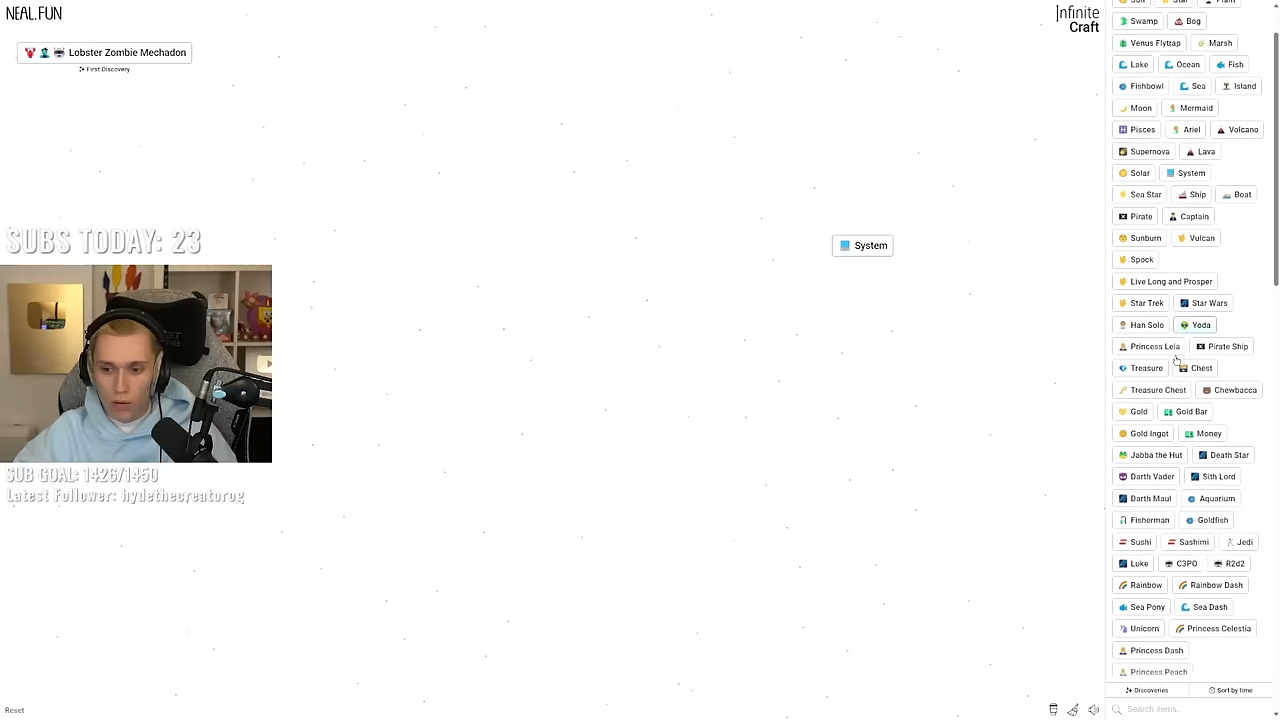 NEAL.FUN
Infinite
Craft
Lobster Zombie Mechadon
First Discovery
System
SUBS TODAY: 23
SUB GOAL: 1426/1450
Latest Follower: hydethecreatorog
Reset
Sun Star Plant
Swamp Bog
Venus Flytrap Marsh
Lake Ocean Fish
Fishbowl Sea Island
Moon Mermaid
Pisces Ariel Volcano
Supernova Lava
Solar System
Sea Star Ship Boat
Pirate Captain
Sunburn Vulcan
Spock
Live Long and Prosper
Star Trek Star Wars
Han Solo Yoda
Princess Leia Pirate Ship
Treasure Chest
Treasure Chest Chewbacca
Gold Gold Bar
Gold Ingot Money
Jabba the Hut Death Star
Darth Vader Sith Lord
Darth Maul Aquarium
Fisherman Goldfish
Sushi Sashimi Jedi
Luke C3PO R2d2
Rainbow Rainbow Dash
Sea Pony Sea Dash
Unicorn Princess Celestia
Princess Dash
Princess Peach
Discoveries Sort by time
Search items...